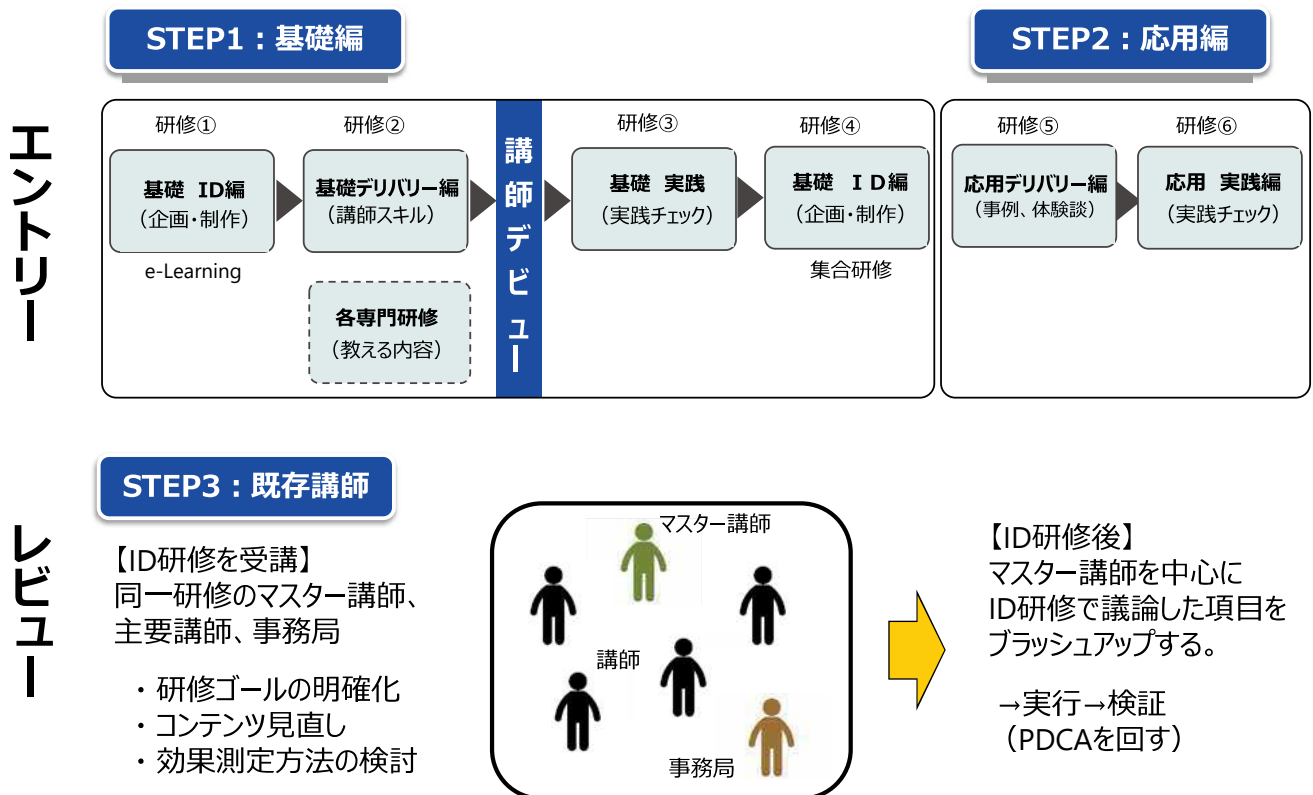 STEP1：基礎編
STEP2：応用編
エントリー
研修①
基礎 ID編
（企画・制作）
e-Learning
研修②
基礎デリバリー編
（講師スキル）
各専門研修
（教える内容）
講師デビュー
研修③
基礎 実践
（実践チェック）
研修④
基礎 ＩＤ編
（企画・制作）
集合研修
研修⑤
応用デリバリー編
（事例、体験談）
研修⑥
応用 実践編
（実践チェック）
レビュー
STEP3：既存講師
【ID研修を受講】
同一研修のマスター講師、
主要講師、事務局
・研修ゴールの明確化
・コンテンツ見直し
・効果測定方法の検討
マスター講師
講師
事務局
【ID研修後】
マスター講師を中心に
ID研修で議論した項目を
ブラッシュアップする。
→実行→検証
（PDCAを回す）